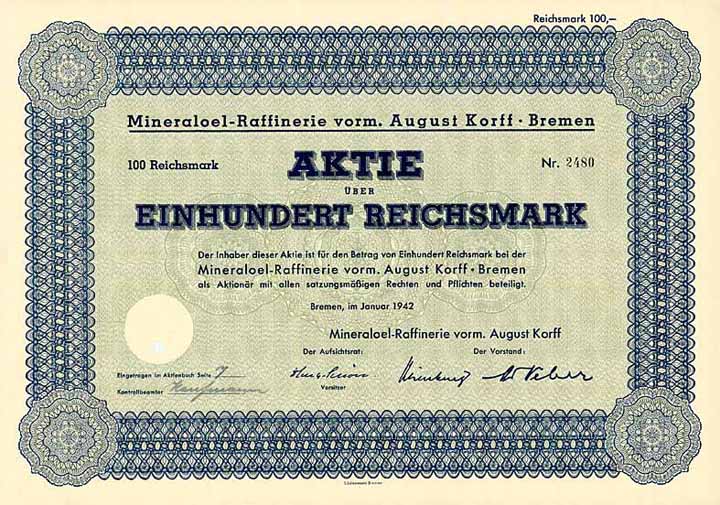 Reichsmark 100,—
Mineraloel-Raffinerie vorm. August Korff · Bremen
100 Reichsmark
AKTIE
Nr. 2480
ÜBER
EINHUNDERT REICHSMARK
Der Inhaber dieser Aktie ist für den Betrag von Einhundert Reichsmark bei der
Mineraloel-Raffinerie vorm. August Korff · Bremen
als Aktionär mit allen satzungsmäßigen Rechten und Pflichten beteiligt.
Bremen, im Januar 1942
Mineraloel-Raffinerie vorm. August Korff
Der Aufsichtsrat: Der Vorstand:
Eingetragen im Aktienbuch Seite 7
Kontrollbeamter Kaufmann
Vorsitzer